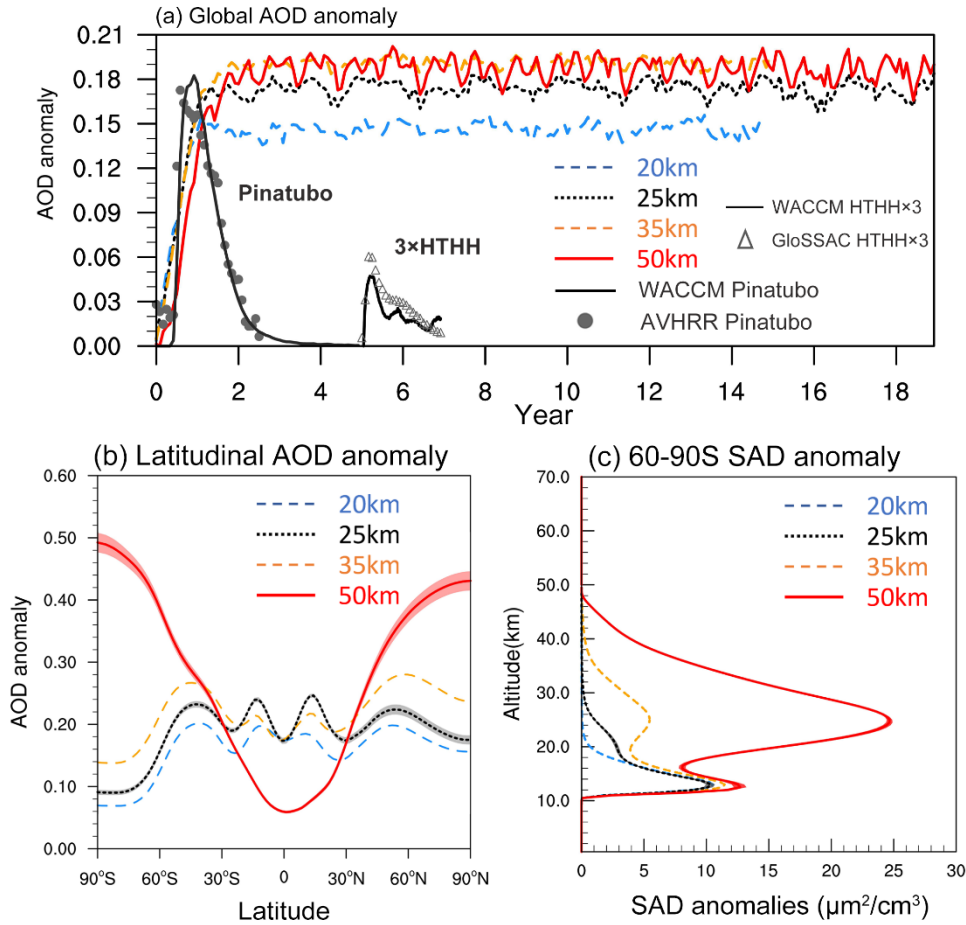 (a) Global AOD anomaly
0.21
0.18
0.15
0.12
0.09
0.06
0.03
0.00
AOD anomaly
Pinatubo
3×HTHH
20km
25km
35km
50km
WACCM Pinatubo
AVHRR Pinatubo
WACCM HTHH×3
GloSSAC HTHH×3
0 2 4 6 8 10 12 14 16 18
Year
(b) Latitudinal AOD anomaly
0.60
0.50
0.40
0.30
0.20
0.10
0.00
AOD anomaly
20km
25km
35km
50km
90°S 60°S 30°S 0 30°N 60°N 90°N
Latitude
(c) 60-90S SAD anomaly
70.0
60.0
50.0
40.0
30.0
20.0
10.0
Altitude(km)
20km
25km
35km
50km
0 5 10 15 20 25 30
SAD anomalies (μm²/cm³)